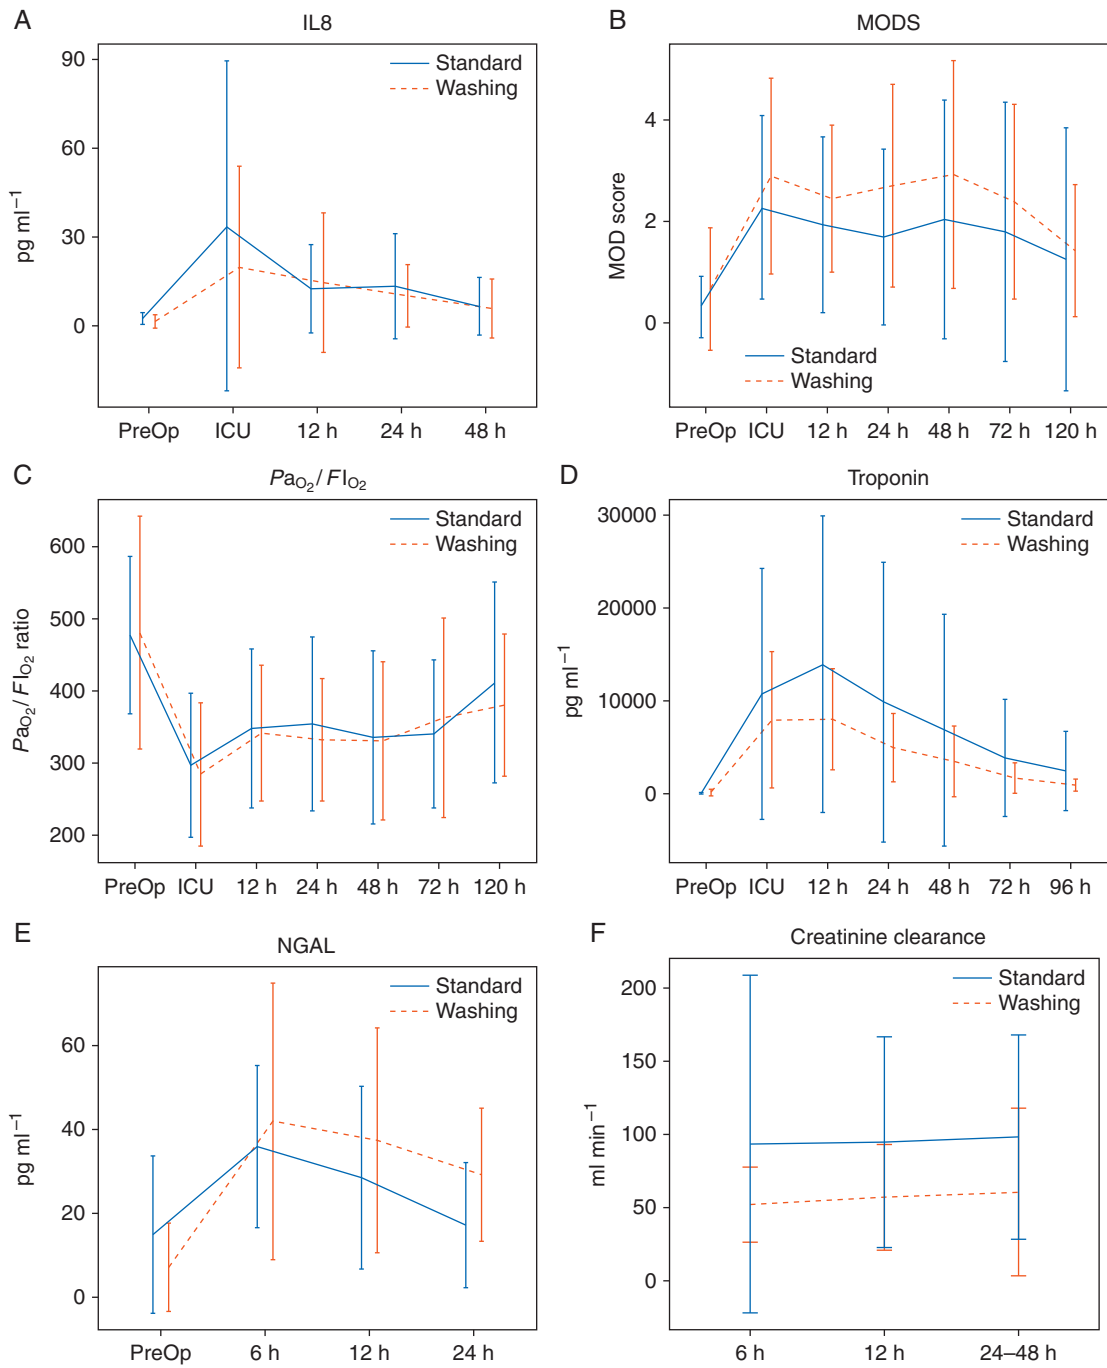 A
IL8
Standard
Washing
pg ml⁻¹
90
60
30
0
PreOp ICU 12 h 24 h 48 h
B
MODS
MOD score
4
2
0
Standard
Washing
PreOp ICU 12 h 24 h 48 h 72 h 120 h
C
PaO₂/FIO₂
Standard
Washing
PaO₂/FIO₂ ratio
600
500
400
300
200
PreOp ICU 12 h 24 h 48 h 72 h 120 h
D
Troponin
Standard
Washing
pg ml⁻¹
30000
20000
10000
0
PreOp ICU 12 h 24 h 48 h 72 h 96 h
E
NGAL
Standard
Washing
pg ml⁻¹
60
40
20
0
PreOp 6 h 12 h 24 h
F
Creatinine clearance
Standard
Washing
ml min⁻¹
200
150
100
50
0
6 h 12 h 24–48 h